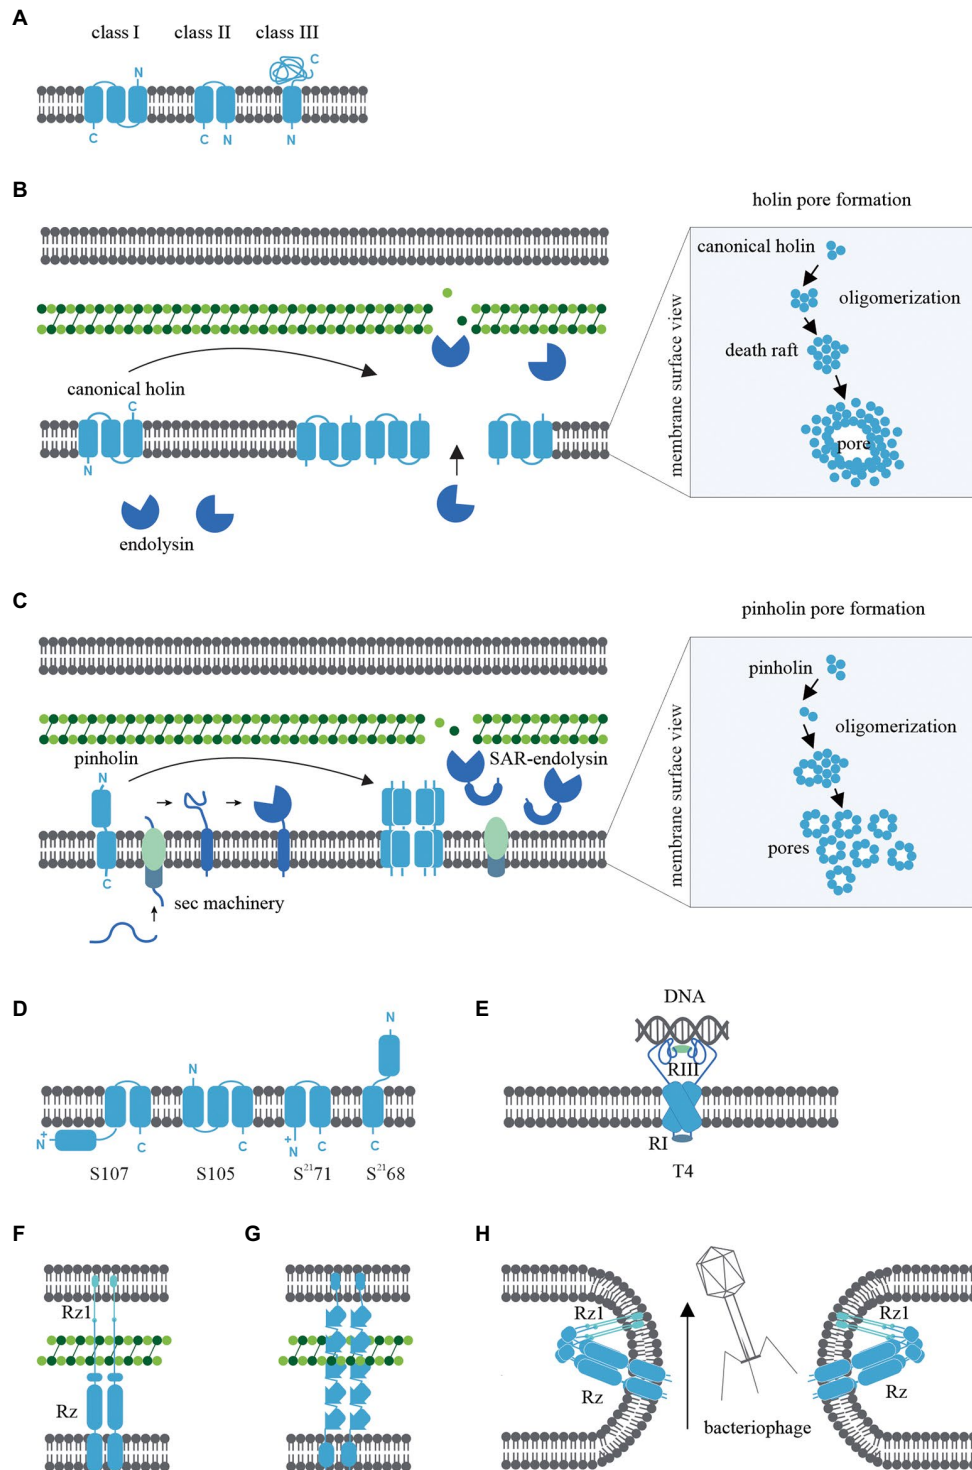 A
class I class II class III
C
N
C
C N
N
B
holin pore formation
canonical holin
oligomerization
death raft
pore
membrane surface view
canonical holin
C
N
endolysin
C
pinholin pore formation
pinholin
oligomerization
pores
membrane surface view
pinholin
SAR-endolysin
N
C
sec machinery
D
N
N
N+
C
C
+N
C
C
S107 S105 S²¹71 S²¹68
E
DNA
RIII
RI
T4
F
Rz1
Rz
G
H
Rz1 Rz1
Rz Rz
bacteriophage